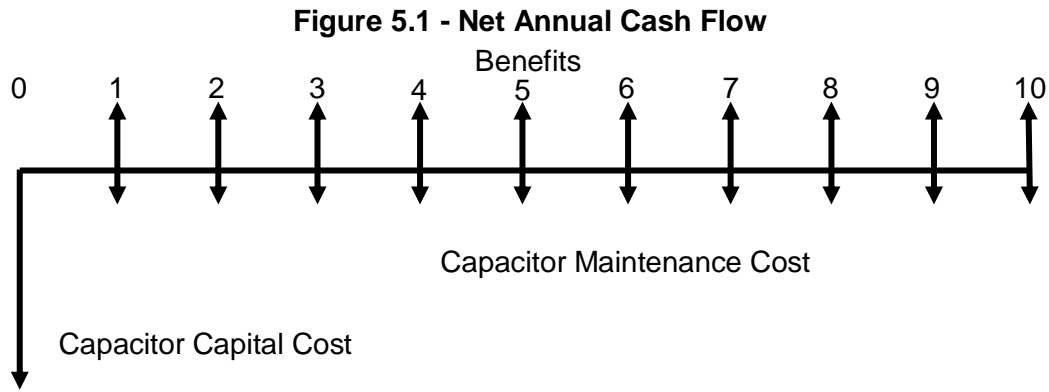 Figure 5.1 - Net Annual Cash Flow
Benefits
0 1 2 3 4 5 6 7 8 9 10
Capacitor Maintenance Cost
Capacitor Capital Cost